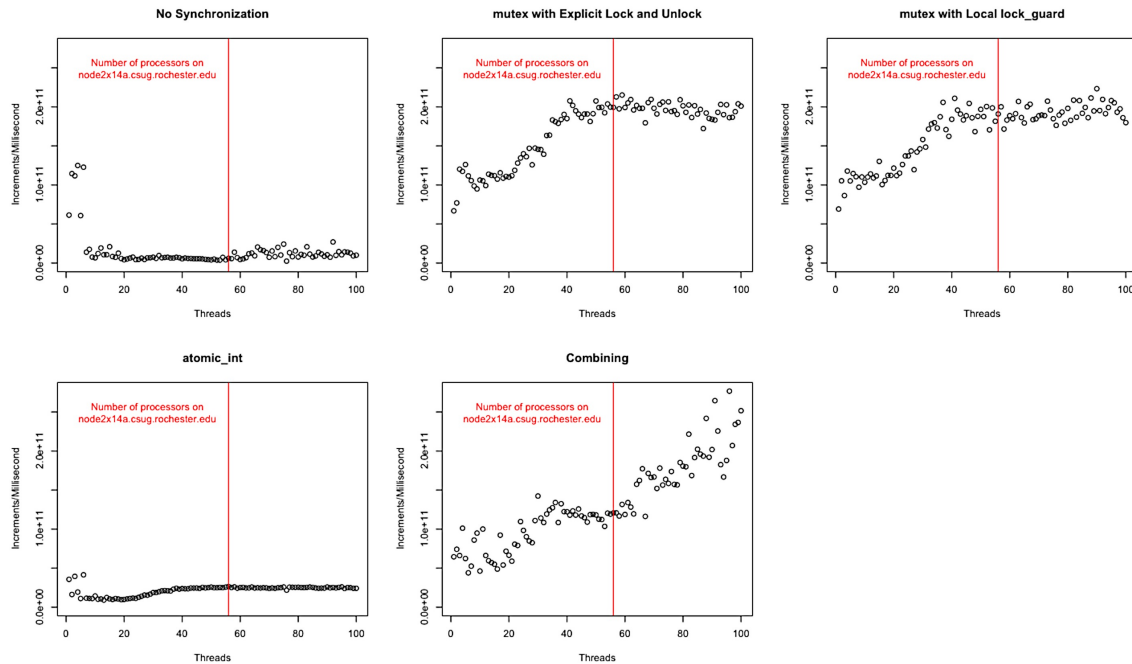 No Synchronization
Number of processors on
node2x14a.csug.rochester.edu
Increments/Millisecond
0.0e+00
1.0e+11
2.0e+11
0 20 40 60 80 100
Threads
mutex with Explicit Lock and Unlock
Number of processors on
node2x14a.csug.rochester.edu
Increments/Millisecond
0.0e+00
1.0e+11
2.0e+11
0 20 40 60 80 100
Threads
mutex with Local lock_guard
Number of processors on
node2x14a.csug.rochester.edu
Increments/Millisecond
0.0e+00
1.0e+11
2.0e+11
0 20 40 60 80 100
Threads
atomic_int
Number of processors on
node2x14a.csug.rochester.edu
Increments/Millisecond
0.0e+00
1.0e+11
2.0e+11
0 20 40 60 80 100
Threads
Combining
Number of processors on
node2x14a.csug.rochester.edu
Increments/Millisecond
0.0e+00
1.0e+11
2.0e+11
0 20 40 60 80 100
Threads